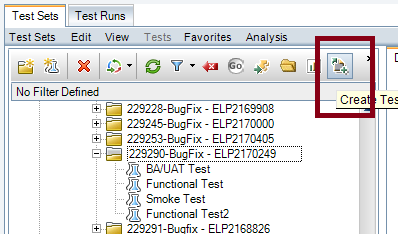 Test Sets Test Runs
Test Sets Edit View Tests Favorites Analysis
Go
No Filter Defined
Create Tes
229228-BugFix - ELP2169908
229245-BugFix - ELP2170000
229253-BugFix - ELP2170405
229290-BugFix - ELP2170249
BA/UAT Test
Functional Test
Smoke Test
Functional Test2
229291-Bugfix - ELP2168826